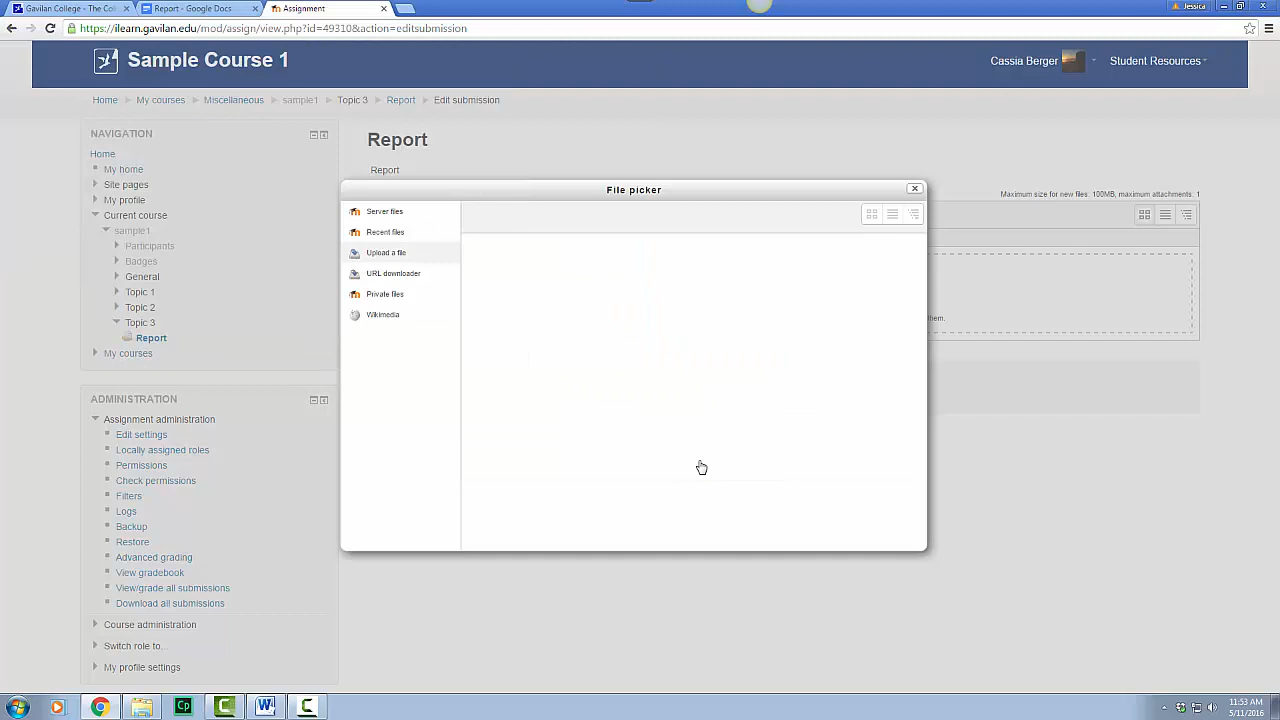 Gavilan College - The Col
Report - Google Docs
Assignment
Jessica
https://ilearn.gavilan.edu/mod/assign/view.php?id=49310&action=editsubmission
Sample Course 1
Cassia Berger
Student Resources
Home My courses Miscellaneous sample1 Topic 3 Report Edit submission
NAVIGATION
Home
My home
Site pages
My profile
Current course
sample1
Participants
Badges
General
Topic 1
Topic 2
Topic 3
Report
My courses
ADMINISTRATION
Assignment administration
Edit settings
Locally assigned roles
Permissions
Check permissions
Filters
Logs
Backup
Restore
Advanced grading
View gradebook
View/grade all submissions
Download all submissions
Course administration
Switch role to...
My profile settings
Report
Report
Maximum size for new files: 100MB, maximum attachments: 1
them.
File picker
Server files
Recent files
Upload a file
URL downloader
Private files
Wikimedia
Cp
C
W
C
11:53 AM
5/11/2016